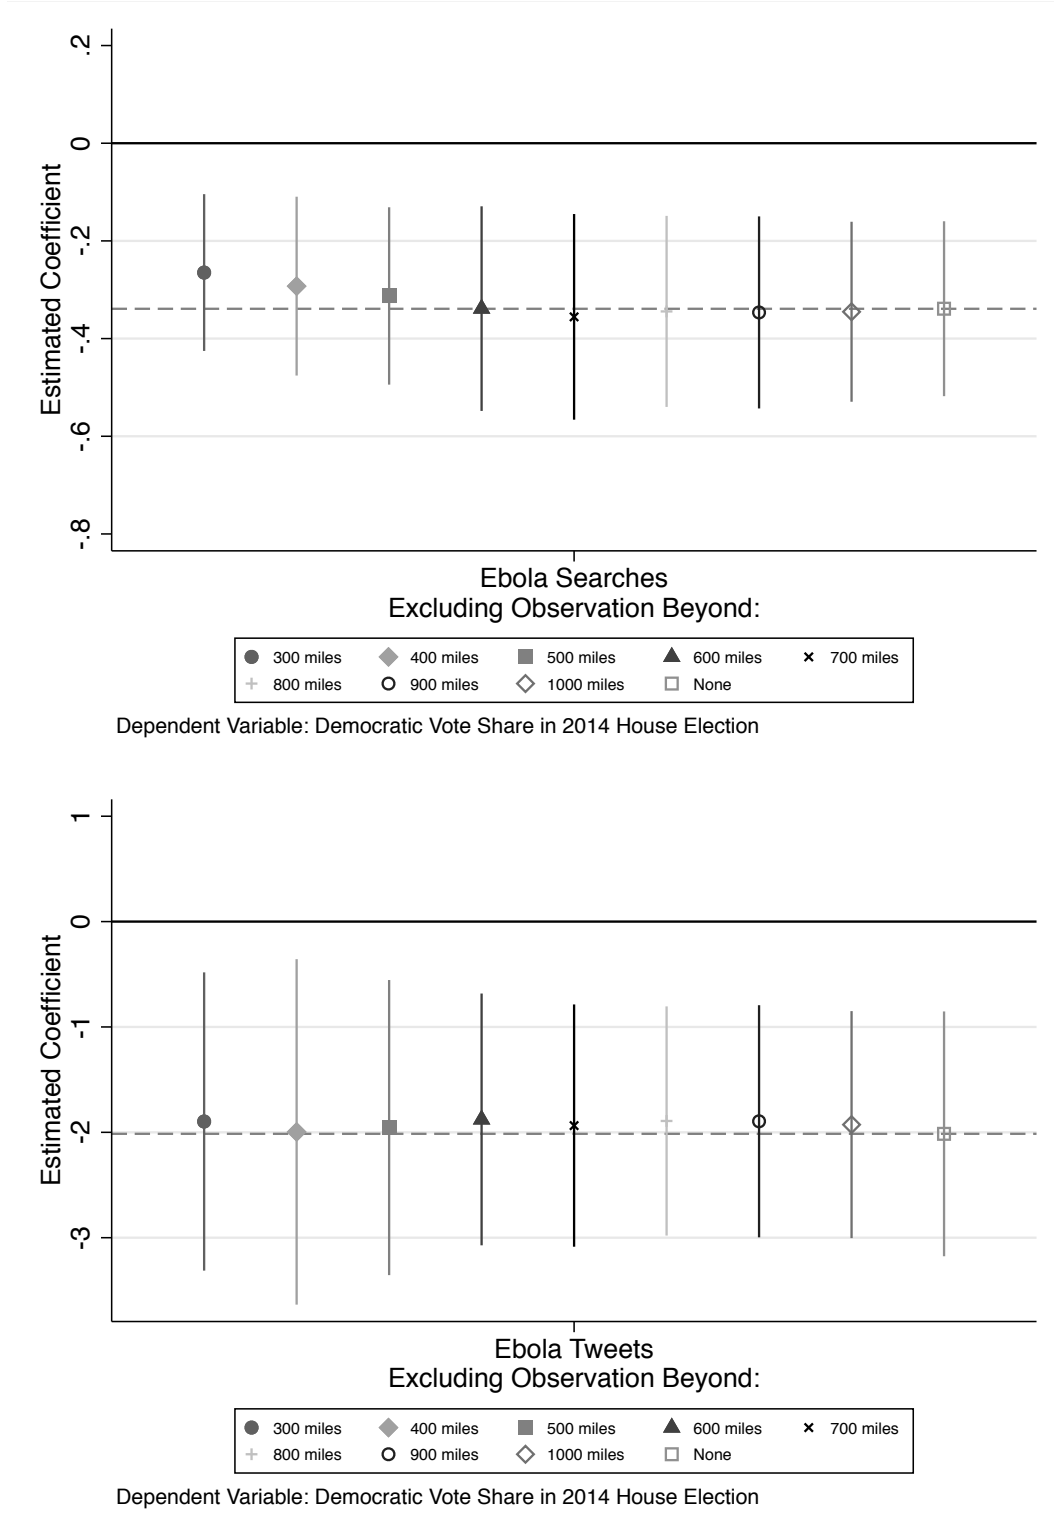 .2
0
-.2
-.4
-.6
-.8
Estimated Coefficient
Ebola Searches
Excluding Observation Beyond:
300 miles 400 miles 500 miles 600 miles 700 miles
800 miles 900 miles 1000 miles None
Dependent Variable: Democratic Vote Share in 2014 House Election
1
0
-1
-2
-3
Estimated Coefficient
Ebola Tweets
Excluding Observation Beyond:
300 miles 400 miles 500 miles 600 miles 700 miles
800 miles 900 miles 1000 miles None
Dependent Variable: Democratic Vote Share in 2014 House Election